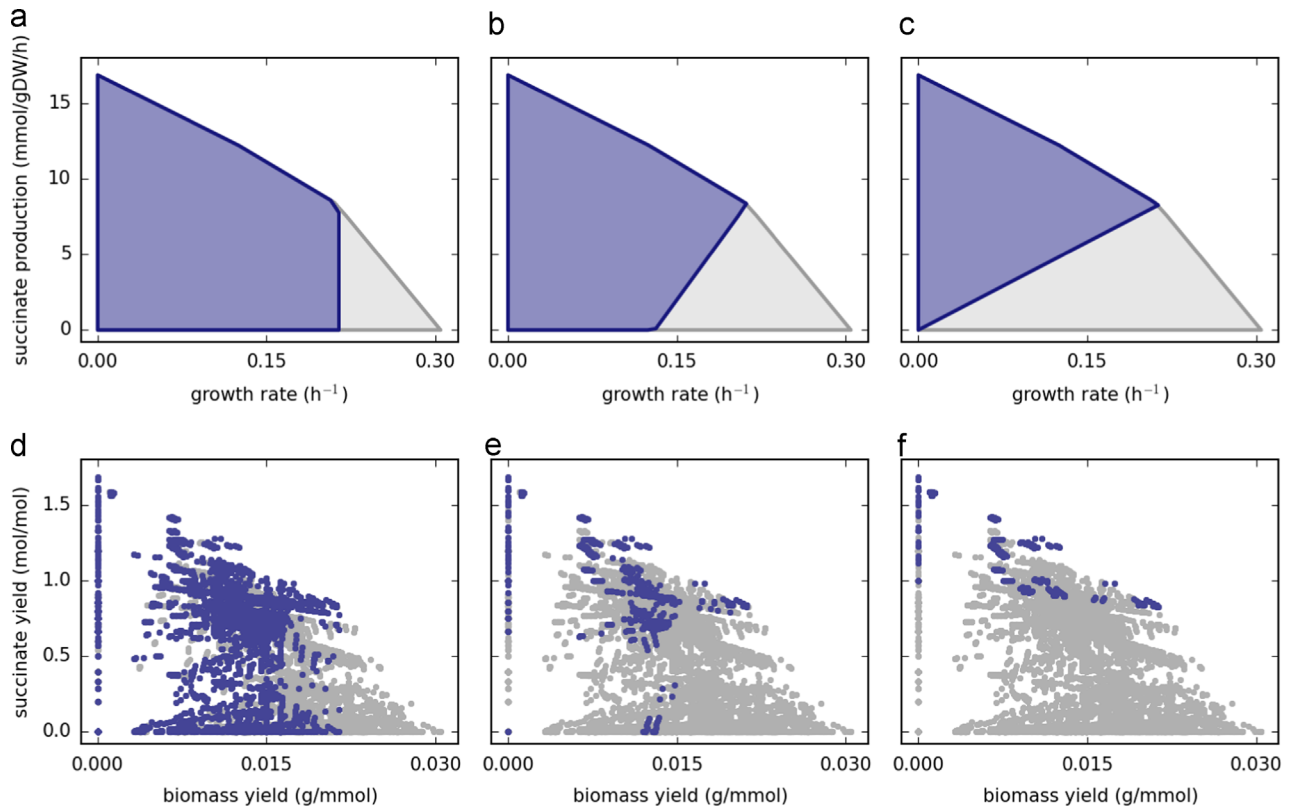 a
b
c
succinate production (mmol/gDW/h)
15
10
5
0
0.00 0.15 0.30
0.00 0.15 0.30
0.00 0.15 0.30
growth rate (h⁻¹)
growth rate (h⁻¹)
growth rate (h⁻¹)
d
e
f
succinate yield (mol/mol)
1.5
1.0
0.5
0.0
0.000 0.015 0.030
0.000 0.015 0.030
0.000 0.015 0.030
biomass yield (g/mmol)
biomass yield (g/mmol)
biomass yield (g/mmol)